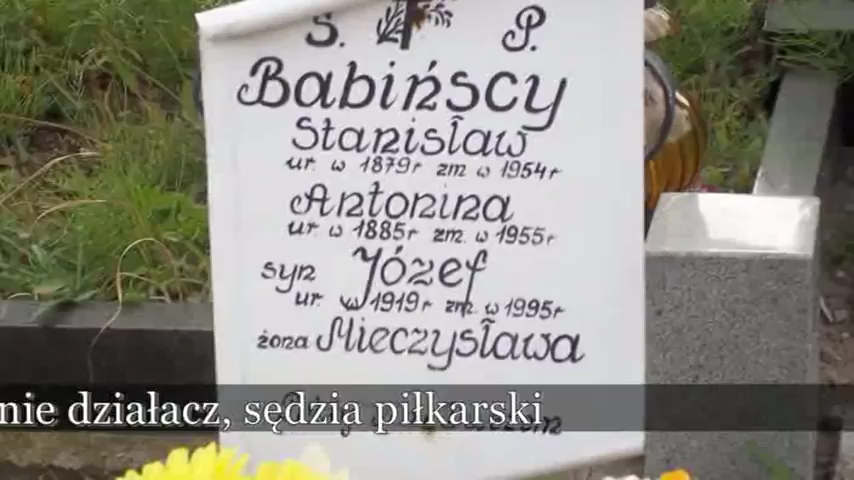 Ś. P.
Babińscy
Stanisław
ur. w 1879r zm w 1954r
Antonina
ur. w 1885r zm. w 1955r
syn Józef
ur. w 1919r zm. w 1995r
żona Mieczysława
nie działacz, sędzia piłkarski